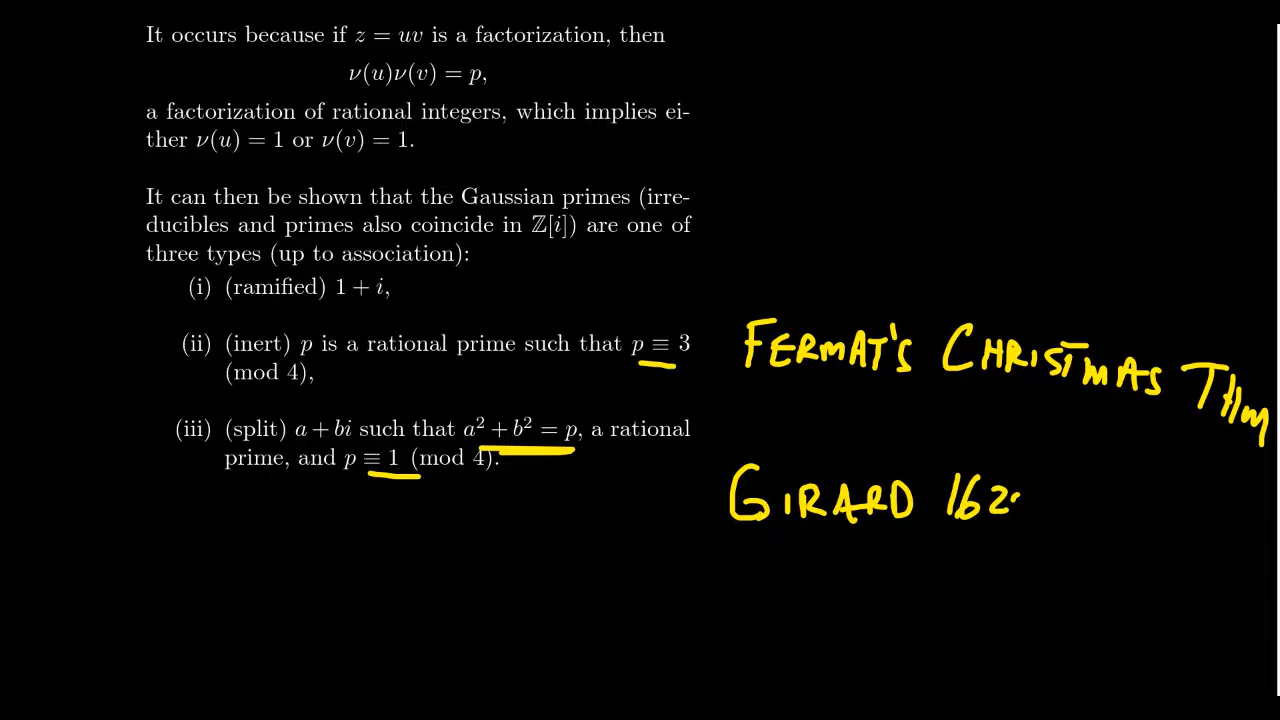 It occurs because if z = uv is a factorization, then
ν(u)ν(v) = p,
a factorization of rational integers, which implies ei-
ther ν(u) = 1 or ν(v) = 1.
It can then be shown that the Gaussian primes (irre-
ducibles and primes also coincide in ℤ[i]) are one of
three types (up to association):
(i) (ramified) 1 + i,
(ii) (inert) p is a rational prime such that p ≡ 3
(mod 4),
(iii) (split) a + bi such that a² + b² = p, a rational
prime, and p ≡ 1 (mod 4).
FERMAT'S CHRISTMAS THM
GIRARD 162